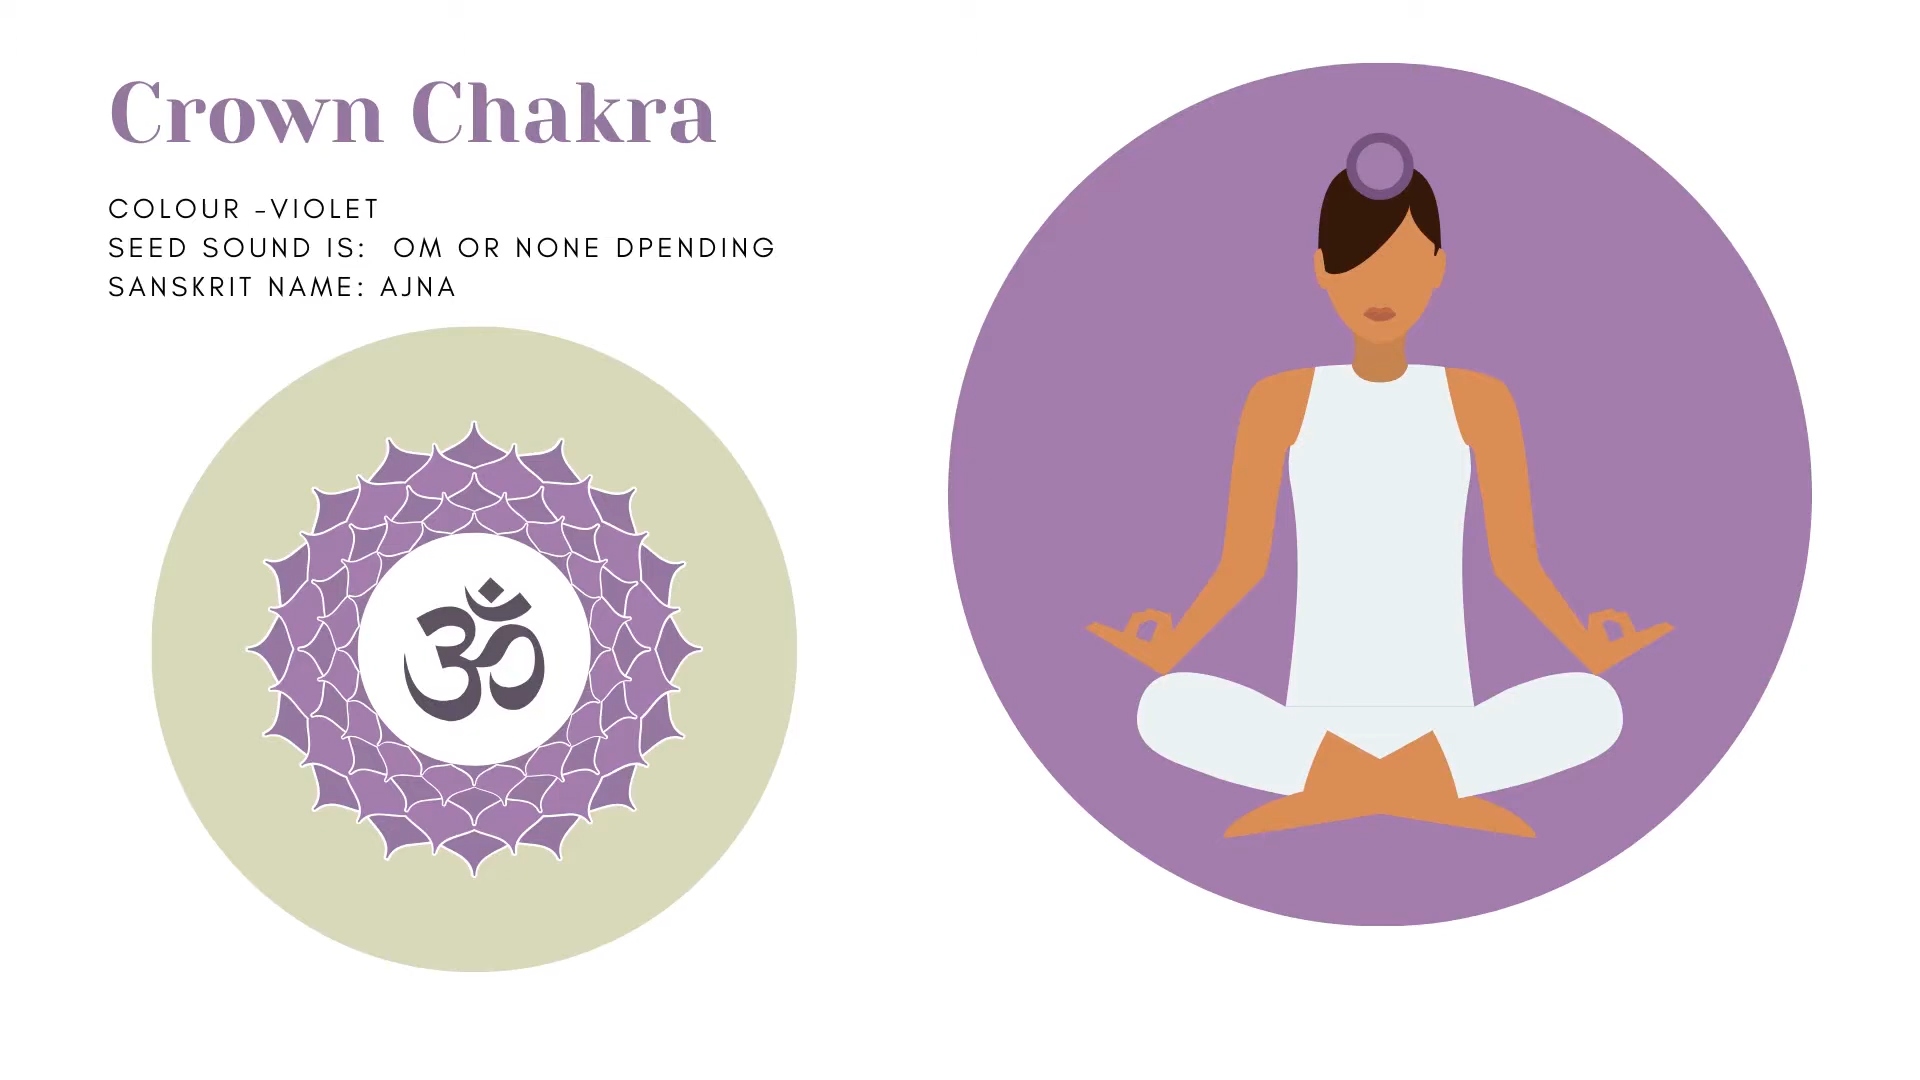 Crown Chakra
COLOUR -VIOLET
SEED SOUND IS:  OM OR NONE DPENDING
SANSKRIT NAME: AJNA
ॐ